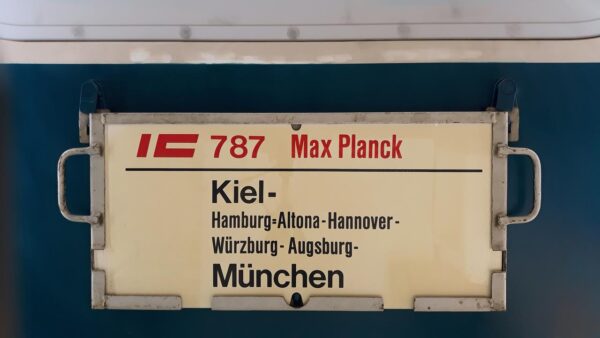 IC 787 Max Planck
Kiel-
Hamburg=Altona-Hannover-
Würzburg- Augsburg-
München